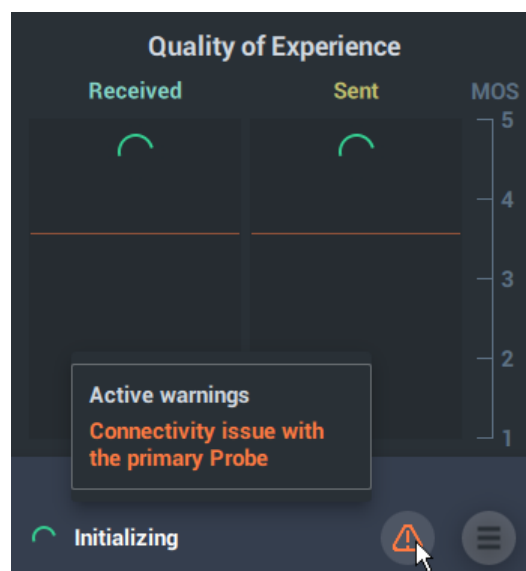 Quality of Experience
Received Sent MOS
5
4
3
2
1
Active warnings
Connectivity issue with
the primary Probe
Initializing